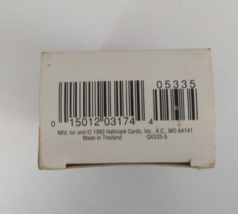 05335
0 15012 03174 4
Mfd. for and © 1993 Hallmark Cards, Inc., K.C., MO 64141
Made in Thailand QX533-5